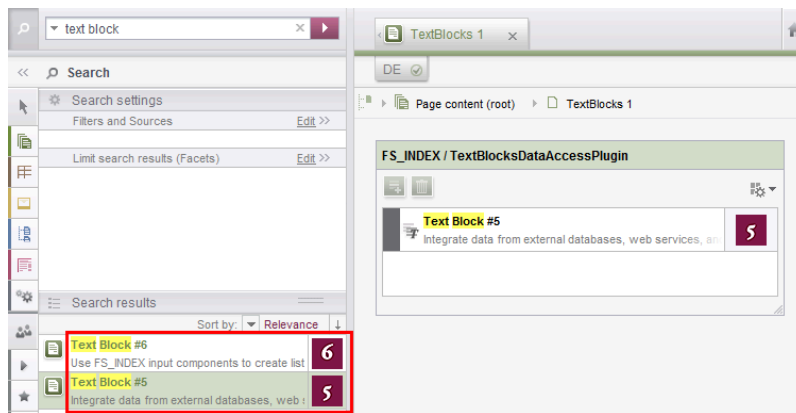 text block
TextBlocks 1
Search
DE
Search settings
Page content (root)
TextBlocks 1
Filters and Sources
Edit >>
Limit search results (Facets)
Edit >>
FS_INDEX / TextBlocksDataAccessPlugin
Text Block #5
Integrate data from external databases, web services, an
5
Search results
Sort by:
Relevance
Text Block #6
Use FS_INDEX input components to create list
6
Text Block #5
Integrate data from external databases, web
5